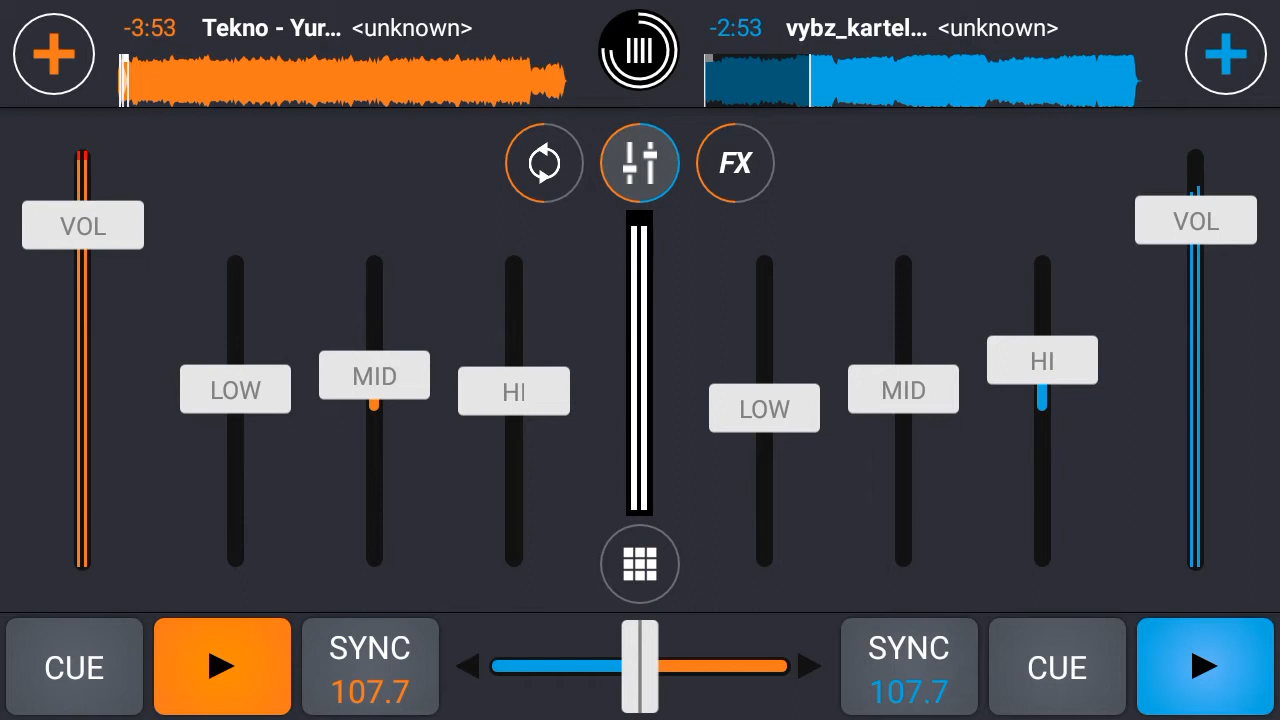 -3:53 Tekno - Yur... <unknown>
-2:53 vybz_kartel... <unknown>
FX
VOL
VOL
LOW
MID
HI
LOW
MID
HI
CUE
SYNC
107.7
SYNC
107.7
CUE